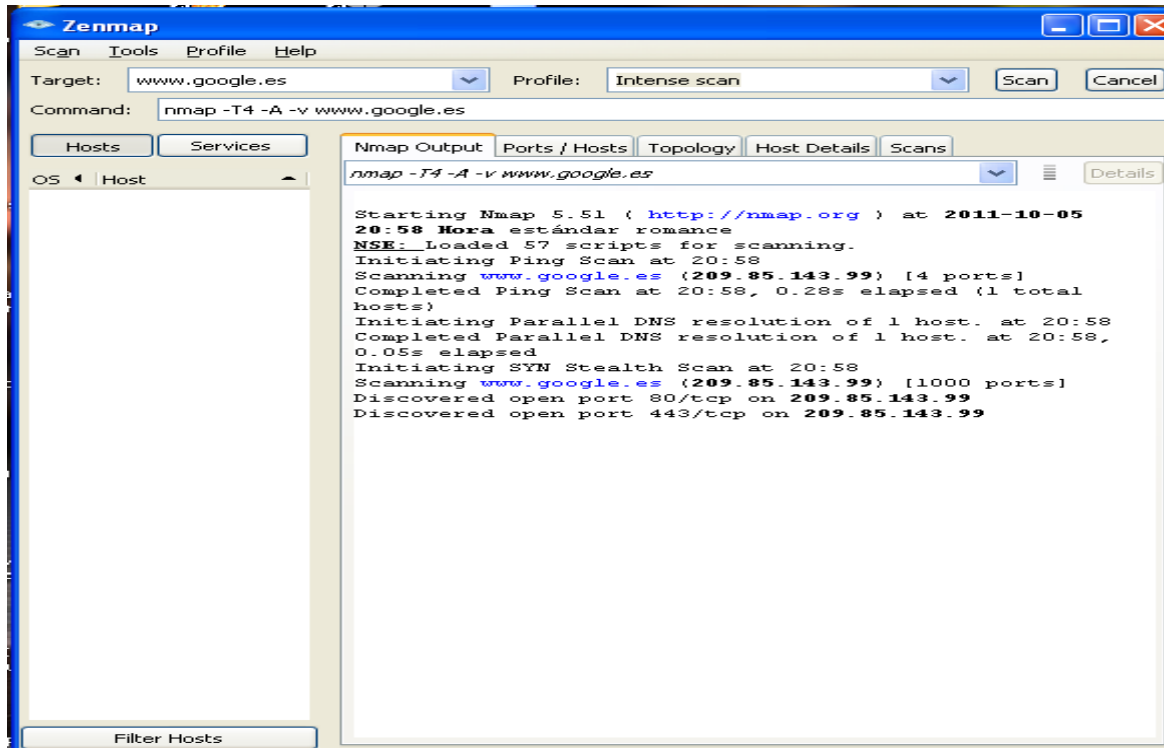 Zenmap
Scan Tools Profile Help
Target: www.google.es Profile: Intense scan Scan Cancel
Command: nmap -T4 -A -v www.google.es
Hosts Services
OS Host
Nmap Output Ports / Hosts Topology Host Details Scans
nmap -T4 -A -v www.google.es Details
Starting Nmap 5.51 ( http://nmap.org ) at 2011-10-05
20:58 Hora estándar romance
NSE: Loaded 57 scripts for scanning.
Initiating Ping Scan at 20:58
Scanning www.google.es (209.85.143.99) [4 ports]
Completed Ping Scan at 20:58, 0.28s elapsed (1 total
hosts)
Initiating Parallel DNS resolution of 1 host. at 20:58
Completed Parallel DNS resolution of 1 host. at 20:58,
0.05s elapsed
Initiating SYN Stealth Scan at 20:58
Scanning www.google.es (209.85.143.99) [1000 ports]
Discovered open port 80/tcp on 209.85.143.99
Discovered open port 443/tcp on 209.85.143.99
Filter Hosts